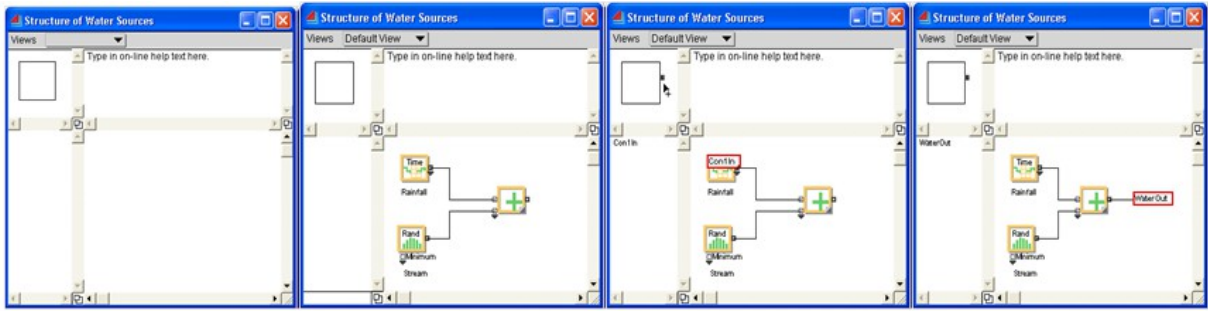 Structure of Water Sources
Views
Type in on-line help text here.
Structure of Water Sources
Views Default View
Type in on-line help text here.
Time
Rainfall
Rand
Minimum
Stream
Structure of Water Sources
Views Default View
Type in on-line help text here.
Con1In
Con1In
Rainfall
Rand
Minimum
Stream
Structure of Water Sources
Views Default View
Type in on-line help text here.
WaterOut
Time
Rainfall
WaterOut
Rand
Minimum
Stream